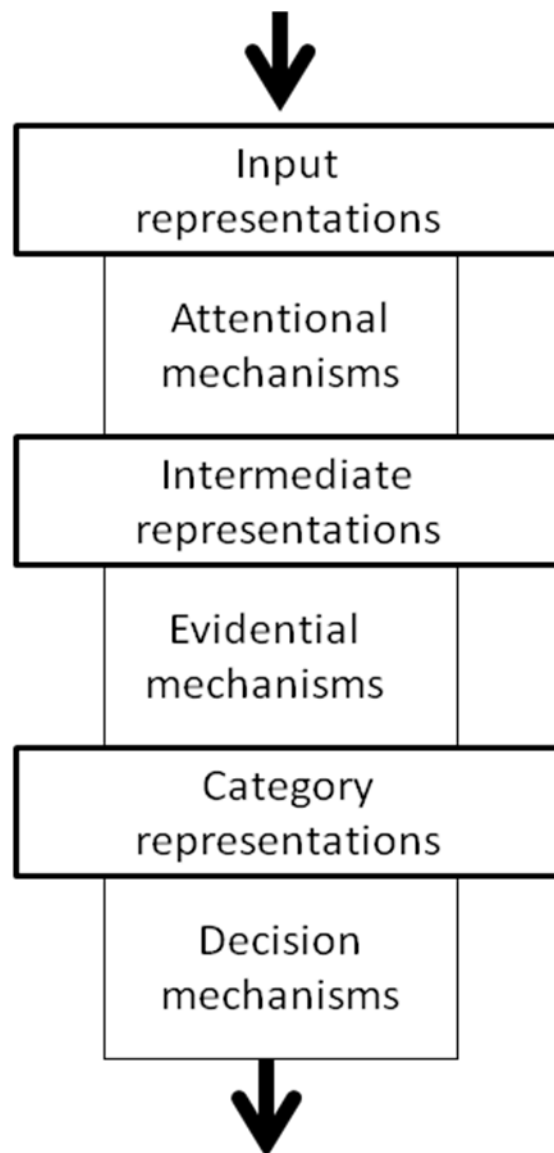 Input
representations
Attentional
mechanisms
Intermediate
representations
Evidential
mechanisms
Category
representations
Decision
mechanisms